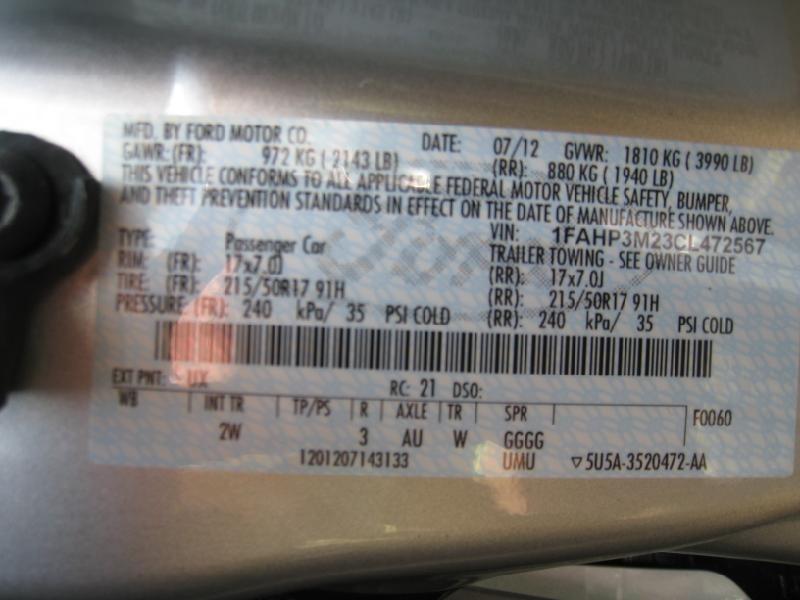 MFD. BY FORD MOTOR CO. DATE: 07/12 GVWR: 1810 KG ( 3990 LB)
GAWR: (FR): 972 KG ( 2143 LB) (RR): 880 KG ( 1940 LB)
THIS VEHICLE CONFORMS TO ALL APPLICABLE FEDERAL MOTOR VEHICLE SAFETY, BUMPER,
AND THEFT PREVENTION STANDARDS IN EFFECT ON THE DATE OF MANUFACTURE SHOWN ABOVE.
VIN: 1FAHP3M23CL472567
TYPE: Passenger Car TRAILER TOWING - SEE OWNER GUIDE
RIM: (FR): 17x7.0J (RR): 17x7.0J
TIRE: (FR): 215/50R17 91H (RR): 215/50R17 91H
PRESSURE: (FR): 240 kPa/ 35 PSI COLD (RR): 240 kPa/ 35 PSI COLD
EXT PNT: UX RC: 21 DSO:
WB INT TR TP/PS R AXLE TR SPR F0060
2W 3 AU W GGGG
1201207143133 UMU ▽5U5A-3520472-AA